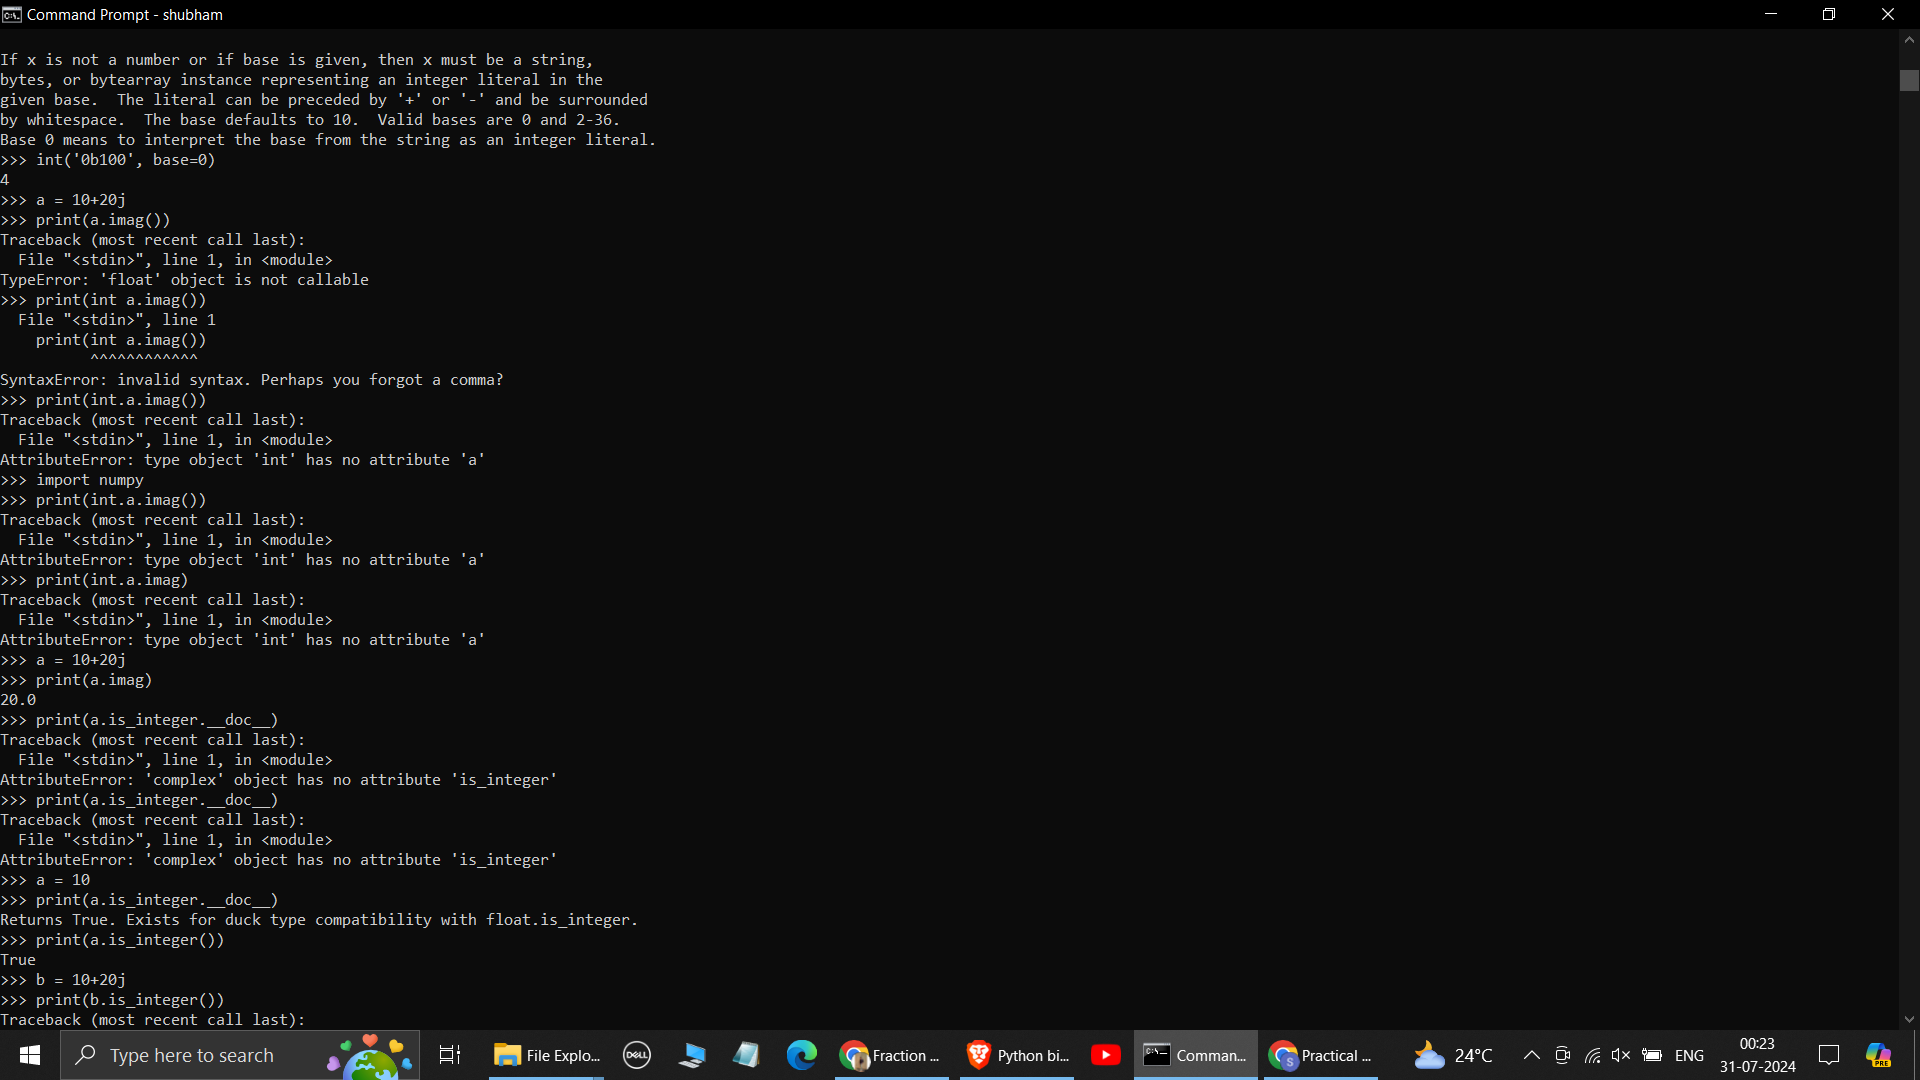 Command Prompt - shubham
If x is not a number or if base is given, then x must be a string,
bytes, or bytearray instance representing an integer literal in the
given base.  The literal can be preceded by '+' or '-' and be surrounded
by whitespace.  The base defaults to 10.  Valid bases are 0 and 2-36.
Base 0 means to interpret the base from the string as an integer literal.
>>> int('0b100', base=0)
4
>>> a = 10+20j
>>> print(a.imag())
Traceback (most recent call last):
  File "<stdin>", line 1, in <module>
TypeError: 'float' object is not callable
>>> print(int a.imag())
  File "<stdin>", line 1
    print(int a.imag())
          ^^^^^^^^^^^^
SyntaxError: invalid syntax. Perhaps you forgot a comma?
>>> print(int.a.imag())
Traceback (most recent call last):
  File "<stdin>", line 1, in <module>
AttributeError: type object 'int' has no attribute 'a'
>>> import numpy
>>> print(int.a.imag())
Traceback (most recent call last):
  File "<stdin>", line 1, in <module>
AttributeError: type object 'int' has no attribute 'a'
>>> print(int.a.imag)
Traceback (most recent call last):
  File "<stdin>", line 1, in <module>
AttributeError: type object 'int' has no attribute 'a'
>>> a = 10+20j
>>> print(a.imag)
20.0
>>> print(a.is_integer.__doc__)
Traceback (most recent call last):
  File "<stdin>", line 1, in <module>
AttributeError: 'complex' object has no attribute 'is_integer'
>>> print(a.is_integer.__doc__)
Traceback (most recent call last):
  File "<stdin>", line 1, in <module>
AttributeError: 'complex' object has no attribute 'is_integer'
>>> a = 10
>>> print(a.is_integer.__doc__)
Returns True. Exists for duck type compatibility with float.is_integer.
>>> print(a.is_integer())
True
>>> b = 10+20j
>>> print(b.is_integer())
Traceback (most recent call last):
Type here to search
File Explo...
DELL
Fraction ...
Python bi...
Comman...
Practical ...
24°C
ENG
00:23
31-07-2024
PRE